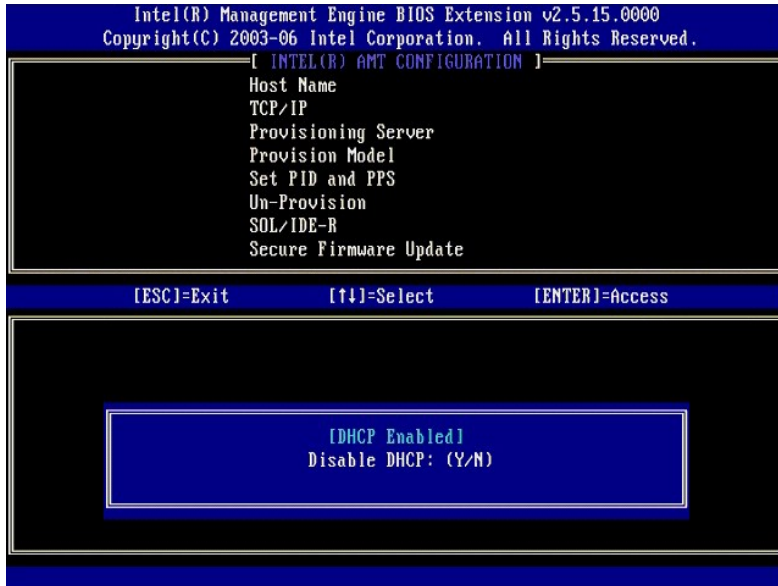 Intel(R) Management Engine BIOS Extension v2.5.15.0000
Copyright(C) 2003-06 Intel Corporation. All Rights Reserved.
[ INTEL(R) AMT CONFIGURATION ]
Host Name
TCP/IP
Provisioning Server
Provision Model
Set PID and PPS
Un-Provision
SOL/IDE-R
Secure Firmware Update
[ESC]=Exit [↑↓]=Select [ENTER]=Access
[DHCP Enabled]
Disable DHCP: (Y/N)